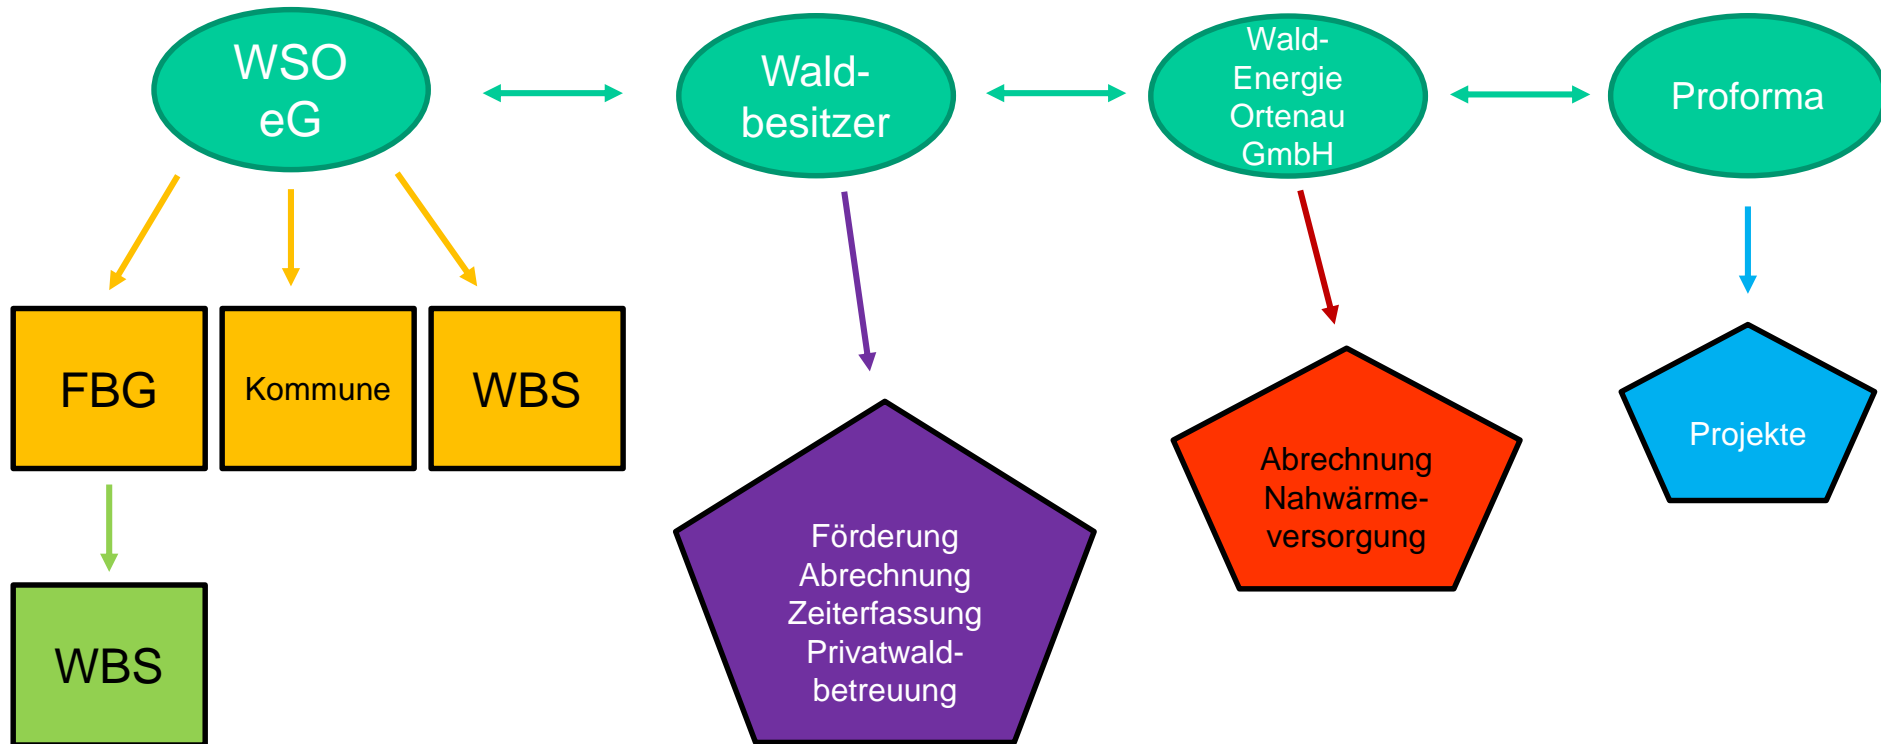 WSO
eG
Wald-
besitzer
Wald-
Energie
Ortenau
GmbH
Proforma
FBG
Kommune
WBS
WBS
Förderung
Abrechnung
Zeiterfassung
Privatwald-
betreuung
Abrechnung
Nahwärme-
versorgung
Projekte